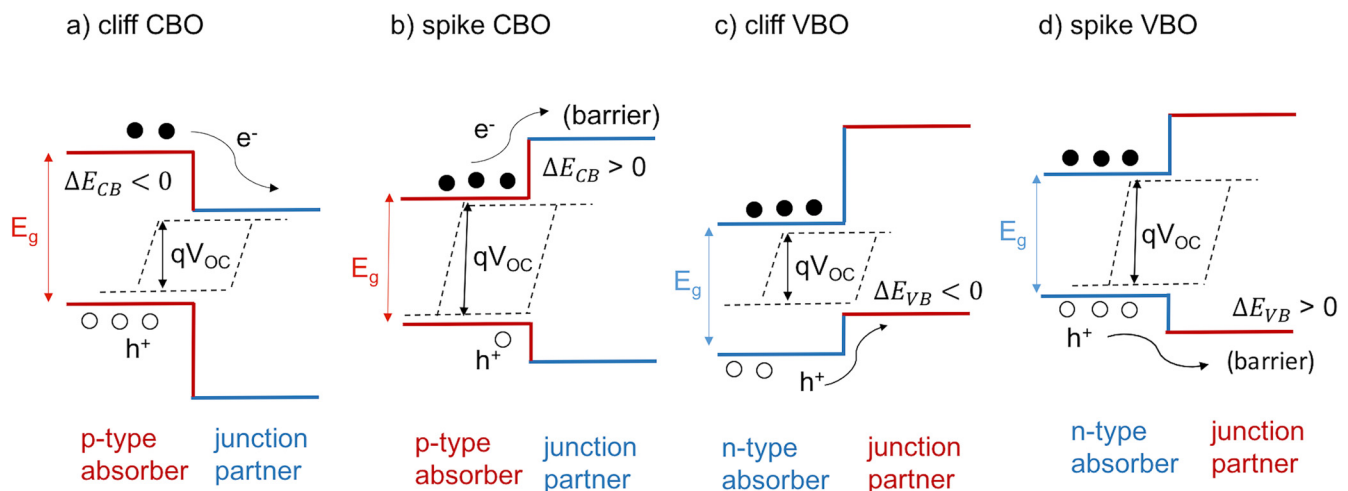 a) cliff CBO
b) spike CBO
c) cliff VBO
d) spike VBO
e⁻
ΔE_CB < 0
E_g
qV_OC
h⁺
p-type
absorber
junction
partner
e⁻
(barrier)
ΔE_CB > 0
E_g
qV_OC
h⁺
p-type
absorber
junction
partner
E_g
qV_OC
ΔE_VB < 0
h⁺
n-type
absorber
junction
partner
E_g
qV_OC
ΔE_VB > 0
h⁺
(barrier)
n-type
absorber
junction
partner